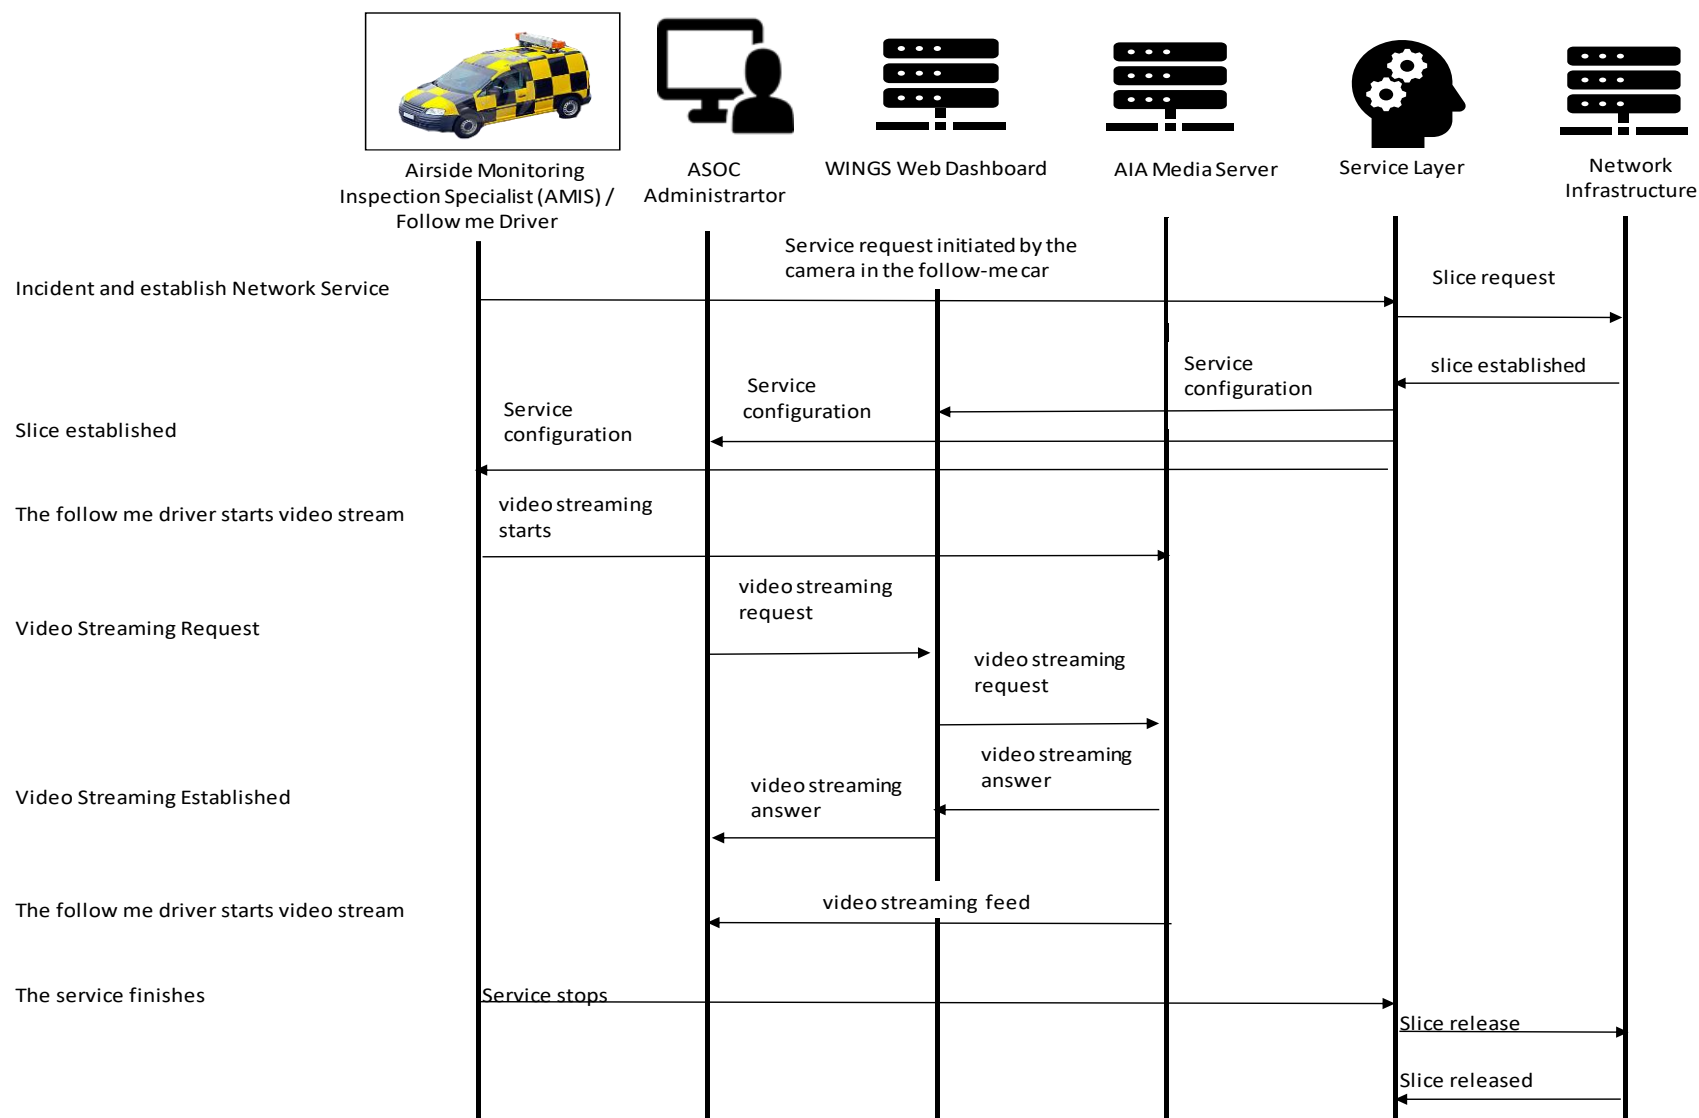 Airside Monitoring
Inspection Specialist (AMIS) /
Follow me Driver
ASOC
Administrartor
WINGS Web Dashboard
AIA Media Server
Service Layer
Network
Infrastructure
Service request initiated by the
camera in the follow-me car
Incident and establish Network Service
Slice request
slice established
Service
configuration
Service
configuration
Service
configuration
Slice established
The follow me driver starts video stream
video streaming
starts
video streaming
request
Video Streaming Request
video streaming
request
video streaming
answer
video streaming
answer
Video Streaming Established
The follow me driver starts video stream
video streaming feed
The service finishes
Service stops
Slice release
Slice released